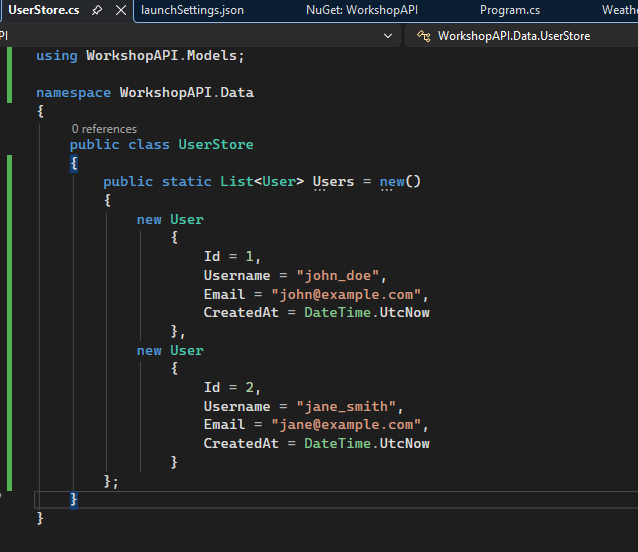 UserStore.cs launchSettings.json NuGet: WorkshopAPI Program.cs Weath
PI WorkshopAPI.Data.UserStore
using WorkshopAPI.Models;
namespace WorkshopAPI.Data
{
0 references
public class UserStore
{
public static List<User> Users = new()
{
new User
{
Id = 1,
Username = "john_doe",
Email = "john@example.com",
CreatedAt = DateTime.UtcNow
},
new User
{
Id = 2,
Username = "jane_smith",
Email = "jane@example.com",
CreatedAt = DateTime.UtcNow
}
};
}
}